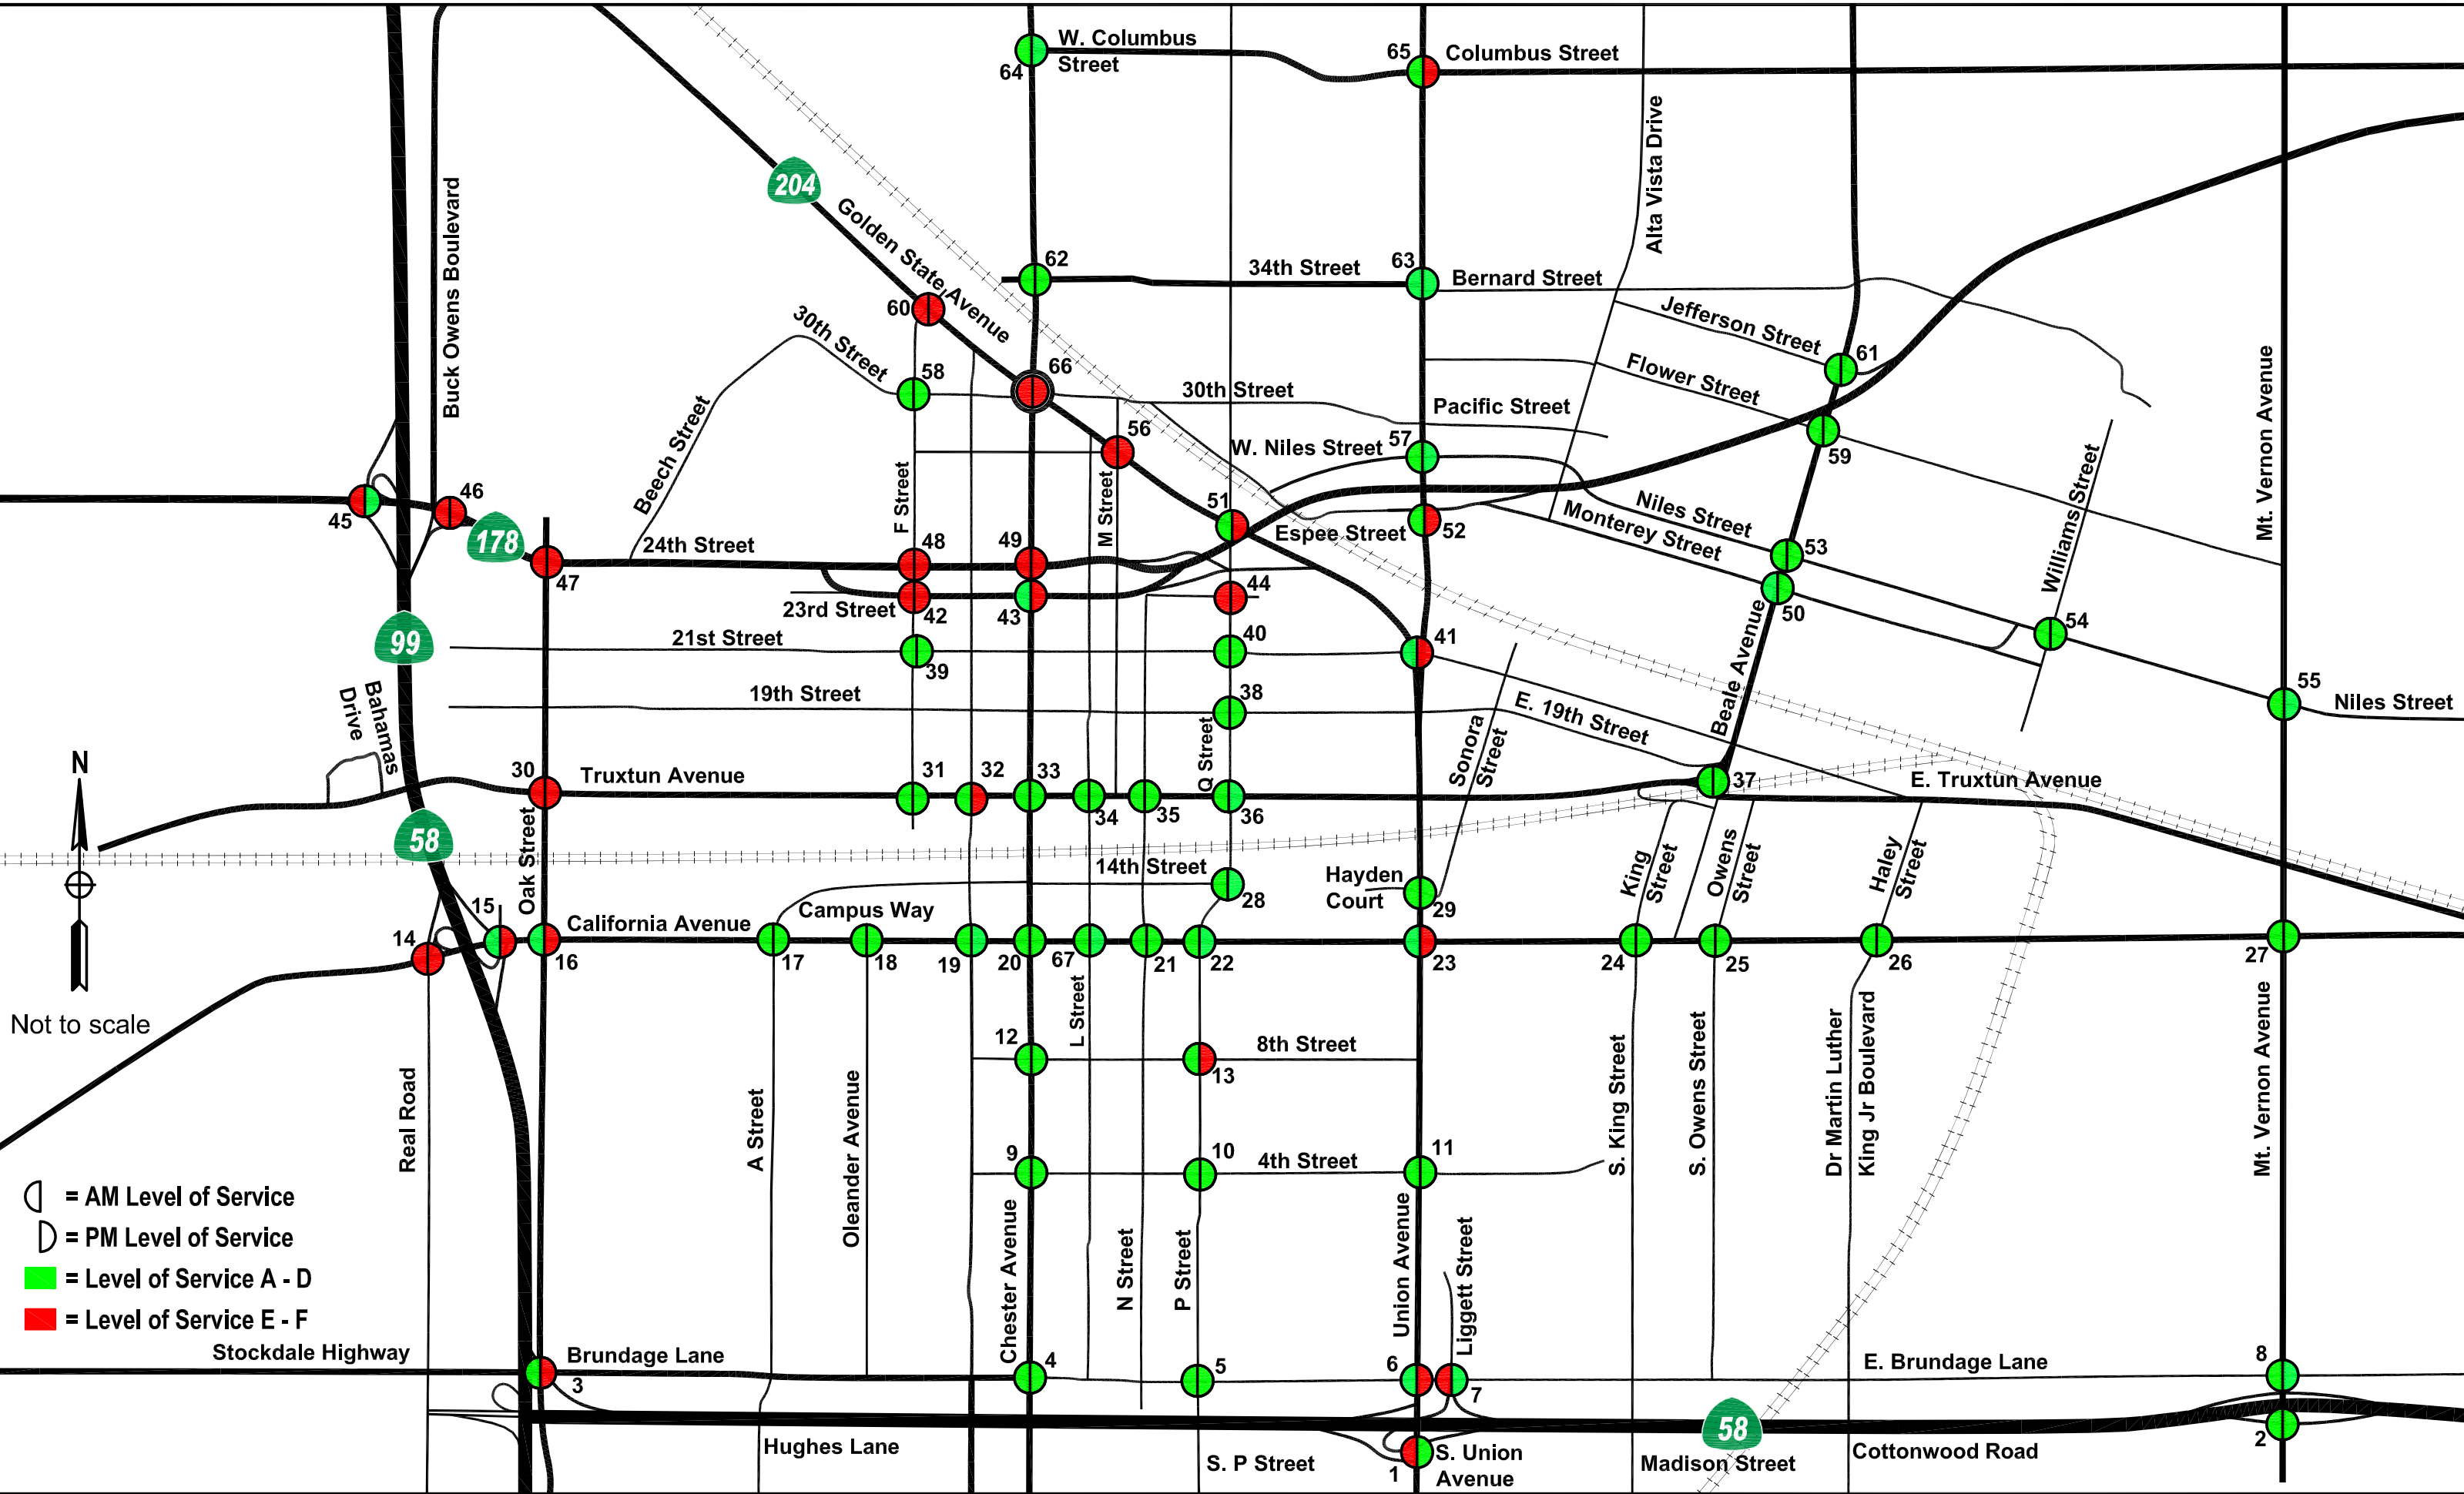 W. Columbus
Street
64
65
Columbus Street
Alta Vista Drive
204
Golden State Avenue
Buck Owens Boulevard
62
34th Street
63
Bernard Street
60
30th Street
Jefferson Street
61
58
66
30th Street
Flower Street
Pacific Street
Mt. Vernon Avenue
Beech Street
56
W. Niles Street
57
59
F Street
M Street
51
45
46
178
24th Street
48
49
Espee Street
52
Niles Street
Monterey Street
53
Williams Street
47
44
23rd Street
42
43
50
54
99
21st Street
40
41
39
Beale Avenue
Bahamas
Drive
19th Street
38
E. 19th Street
55
Niles Street
Sonora
Street
Q Street
N
30
Truxtun Avenue
31
32
33
34
35
36
37
E. Truxtun Avenue
58
Oak Street
14th Street
28
Hayden
Court
29
King
Street
Owens
Street
Haley
Street
14
15
16
California Avenue
Campus Way
17
18
19
20
67
21
22
23
24
25
26
27
Not to scale
L Street
12
8th Street
13
Real Road
A Street
Oleander Avenue
9
10
4th Street
11
S. King Street
S. Owens Street
Dr Martin Luther
King Jr Boulevard
Mt. Vernon Avenue
= AM Level of Service
= PM Level of Service
= Level of Service A - D
= Level of Service E - F
Chester Avenue
N Street
P Street
Union Avenue
Liggett Street
Stockdale Highway
Brundage Lane
3
4
5
6
7
E. Brundage Lane
8
58
Hughes Lane
S. P Street
1
S. Union
Avenue
Madison Street
Cottonwood Road
2